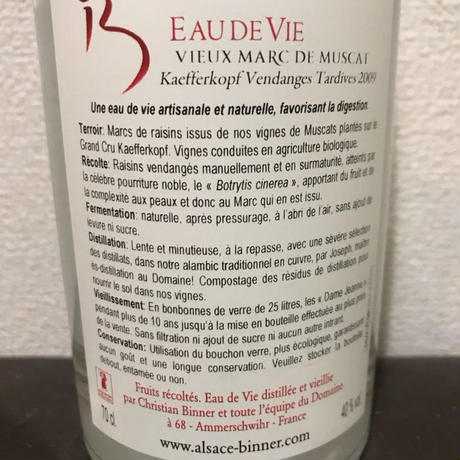 B
EAU DE VIE
VIEUX MARC DE MUSCAT
Kaefferkopf Vendanges Tardives 2009
Une eau de vie artisanale et naturelle, favorisant la digestion.
Terroir: Marcs de raisins issus de nos vignes de Muscats plantés sur le
Grand Cru Kaefferkopf. Vignes conduites en agriculture biologique.
Récolte: Raisins vendangés manuellement et en surmaturité, atteints par
la célèbre pourriture noble, le « Botrytis cinerea », apportant du fruit et de
la complexité aux peaux et donc au Marc qui en est issu.
Fermentation: naturelle, après pressurage, à l'abri de l'air, sans ajout de
levure ni sucre.
Distillation: Lente et minutieuse, à la repasse, avec une sévère sélection
des distillats, dans notre alambic traditionnel en cuivre, par Joseph, maître
ès-distillation au Domaine! Compostage des résidus de distillation pour
nourrir le sol dans nos vignes.
Vieillissement: En bonbonnes de verre de 25 litres, les « Dame Jeanne »
pendant plus de 10 ans jusqu'à la mise en bouteille effectuée au plus près
de la vente. Sans filtration ni ajout de sucre ni aucun autre intrant.
Conservation: Utilisation du bouchon verre, plus écologique, garantissant
aucun goût et une longue conservation. Veuillez stocker la bouteille
debout, entamée ou non.
Fruits récoltés, Eau de Vie distillée et vieillie
par Christian Binner et toute l'équipe du Domaine
à 68 - Ammerschwihr - France
70 cl.
40 % vol.
www.alsace-binner.com